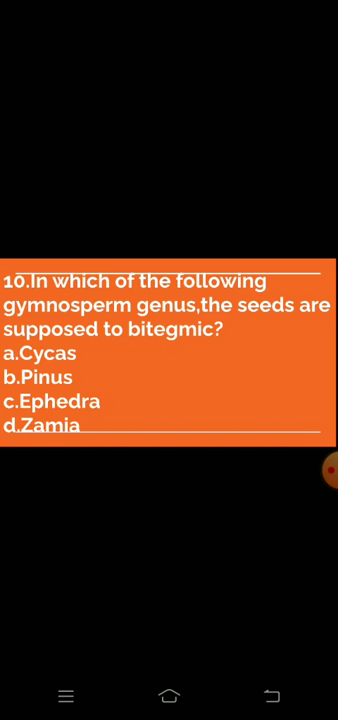 10.In which of the following
gymnosperm genus,the seeds are
supposed to bitegmic?
a.Cycas
b.Pinus
c.Ephedra
d.Zamia